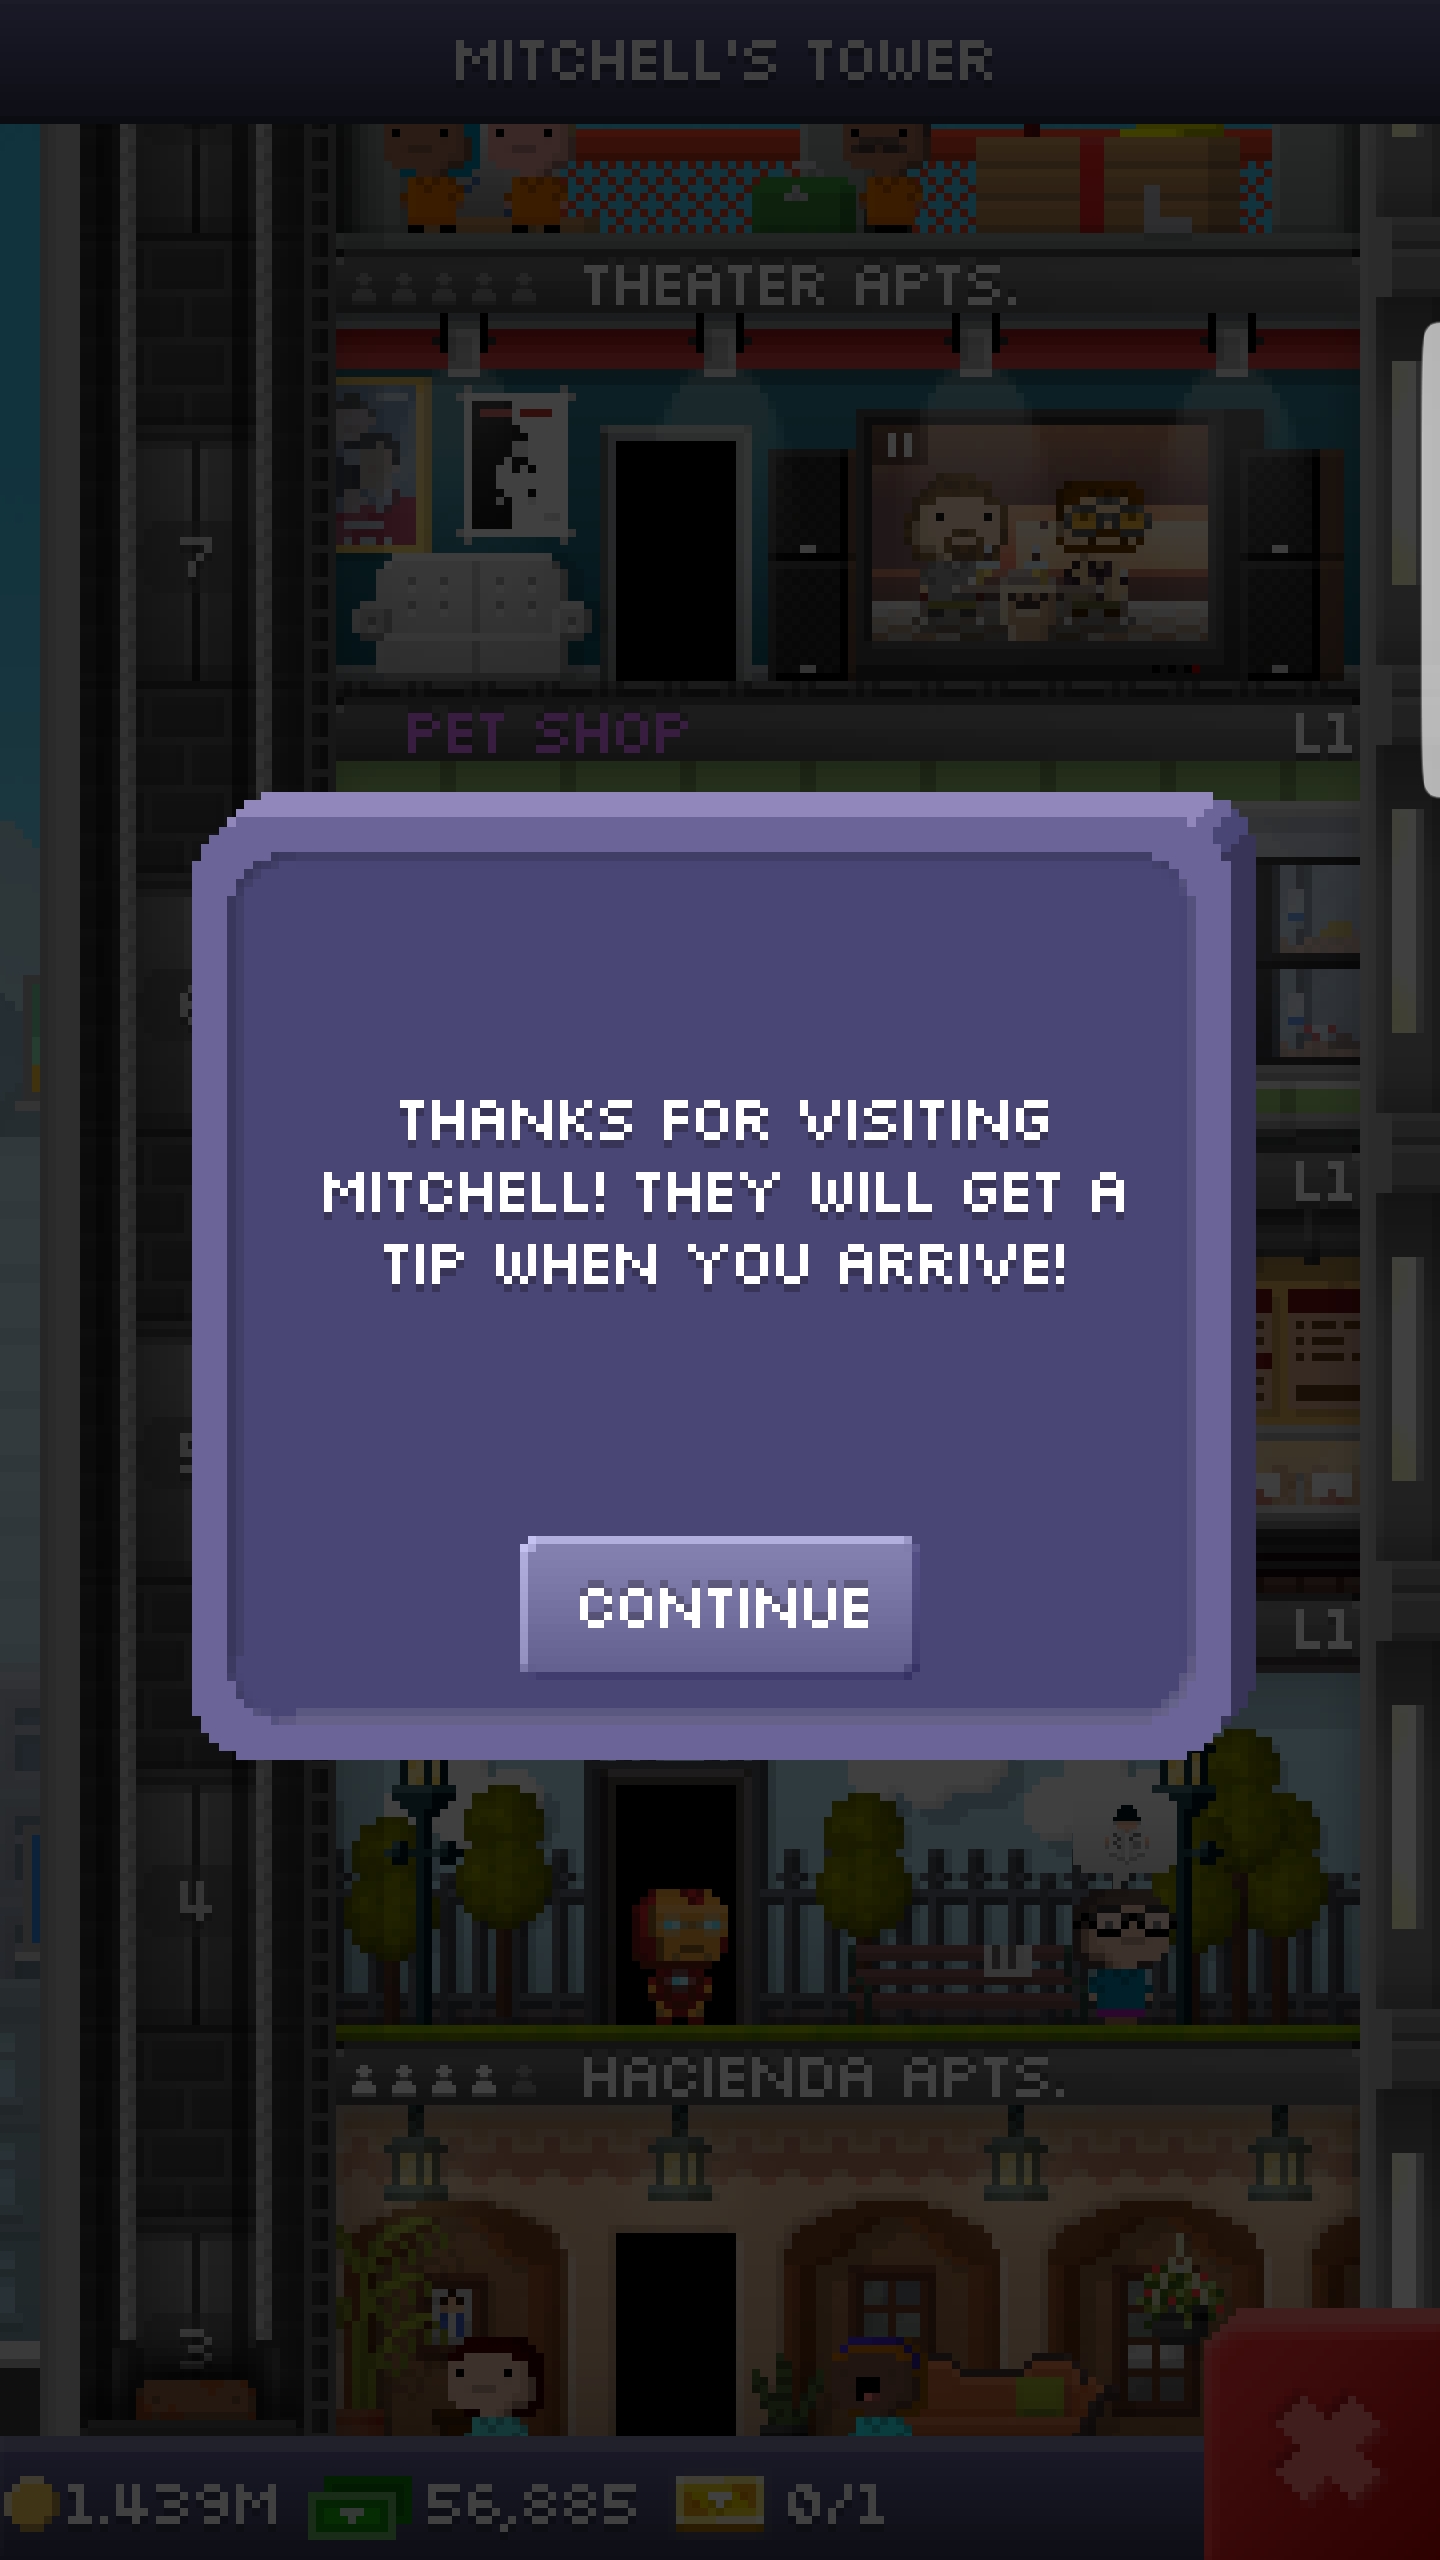 MITCHELL'S TOWER
THEATER APTS.
7
PET SHOP L1
THANKS FOR VISITING
MITCHELL! THEY WILL GET A
TIP WHEN YOU ARRIVE!
L1
CONTINUE
L1
4
HACIENDA APTS.
3
1.439M 56,885 0/1